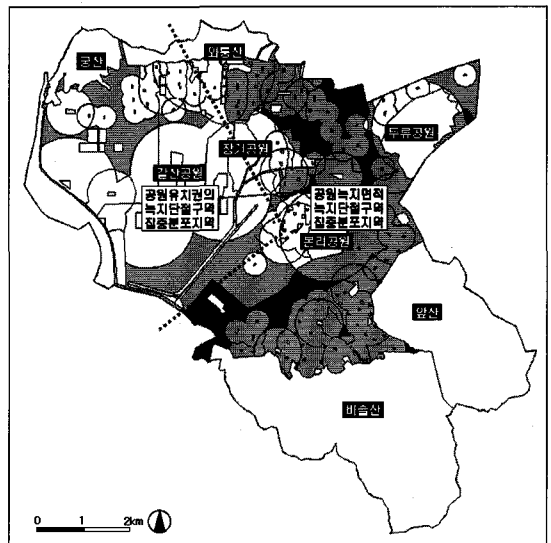 궁산
와룡산
두류공원
장기공원
갈산공원
공원유치권의
녹지단절구역
집중분포지역
공원녹지면적
녹지단절구역
집중분포지역
본리공원
앞산
비슬산
0 1 2km